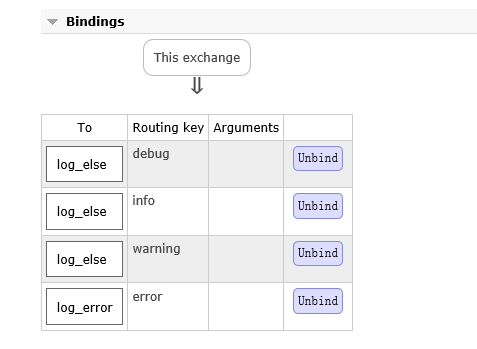 Bindings
This exchange
⇓
To Routing key Arguments
log_else debug Unbind
log_else info Unbind
log_else warning Unbind
log_error error Unbind